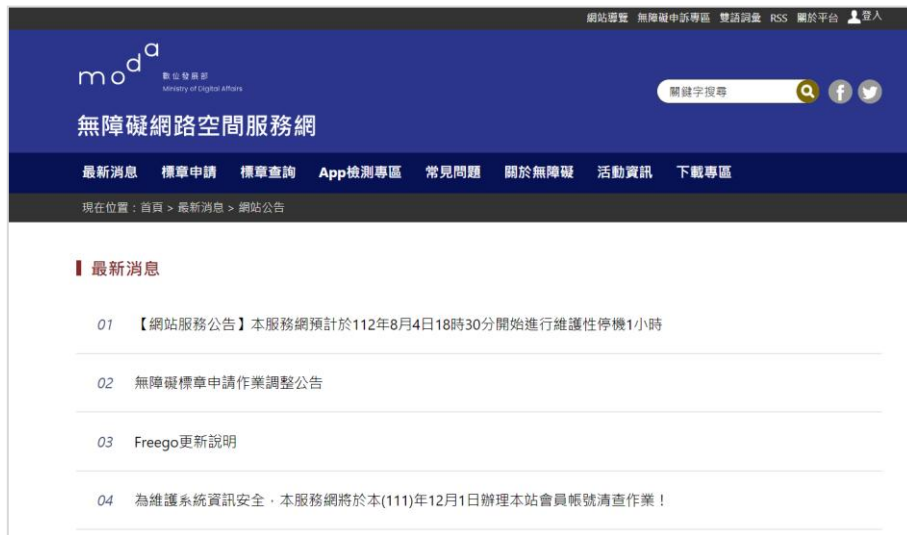 網站導覽 無障礙申訴專區 雙語詞彙 RSS 關於平台 登入
moda
數位發展部
Ministry of Digital Affairs
關鍵字搜尋
無障礙網路空間服務網
最新消息 標章申請 標章查詢 App檢測專區 常見問題 關於無障礙 活動資訊 下載專區
現在位置：首頁 > 最新消息 > 網站公告
最新消息
01 【網站服務公告】本服務網預計於112年8月4日18時30分開始進行維護性停機1小時
02 無障礙標章申請作業調整公告
03 Freego更新說明
04 為維護系統資訊安全，本服務網將於本(111)年12月1日辦理本站會員帳號清查作業！